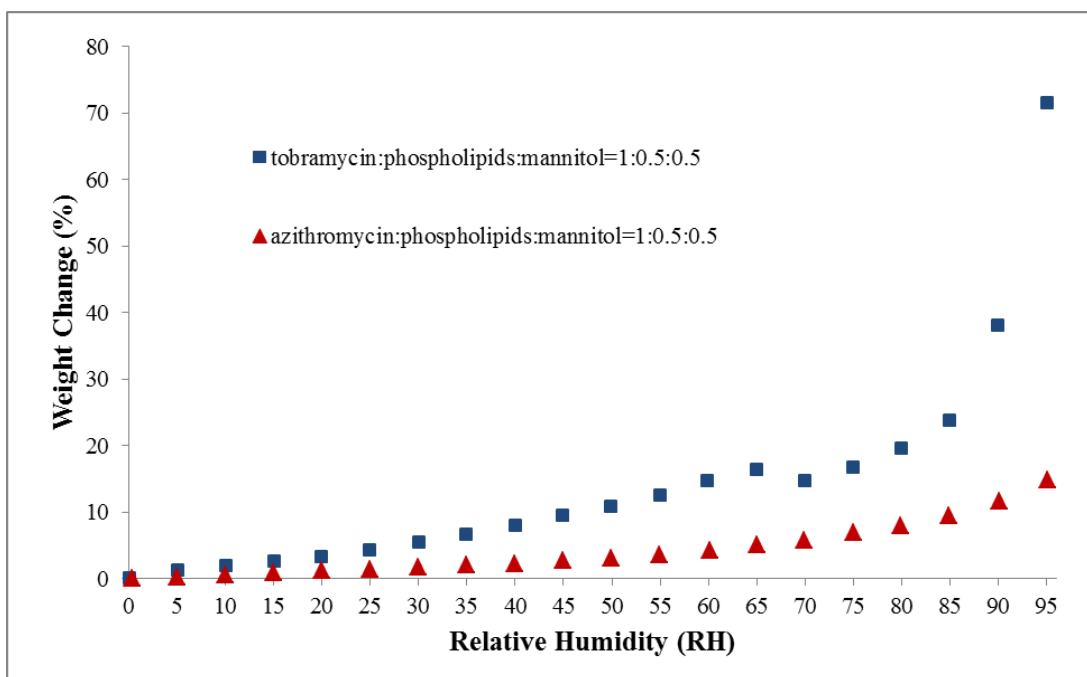 80
70
60
50
40
30
20
10
0
Weight Change (%)
tobramycin:phospholipids:mannitol=1:0.5:0.5
azithromycin:phospholipids:mannitol=1:0.5:0.5
0 5 10 15 20 25 30 35 40 45 50 55 60 65 70 75 80 85 90 95
Relative Humidity (RH)